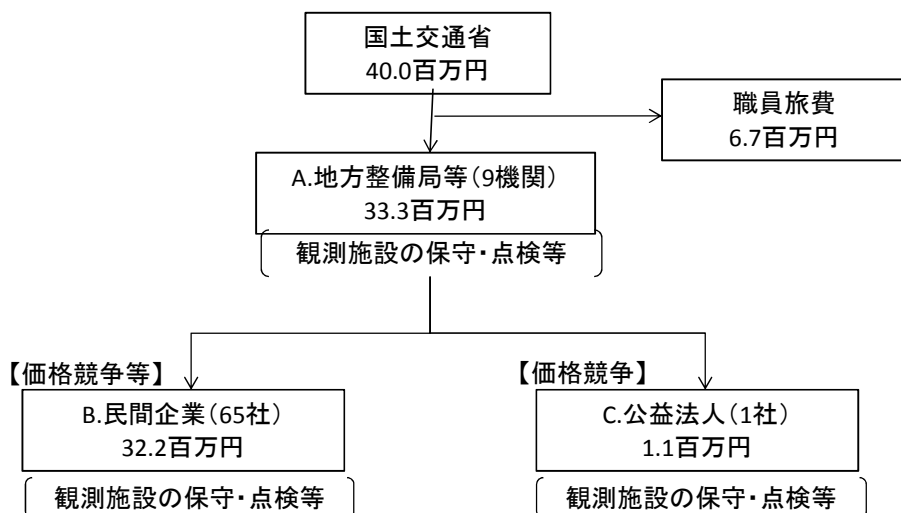 国土交通省
40.0百万円
職員旅費
6.7百万円
A.地方整備局等(9機関)
33.3百万円
観測施設の保守・点検等
【価格競争等】
B.民間企業(65社)
32.2百万円
観測施設の保守・点検等
【価格競争】
C.公益法人(1社)
1.1百万円
観測施設の保守・点検等